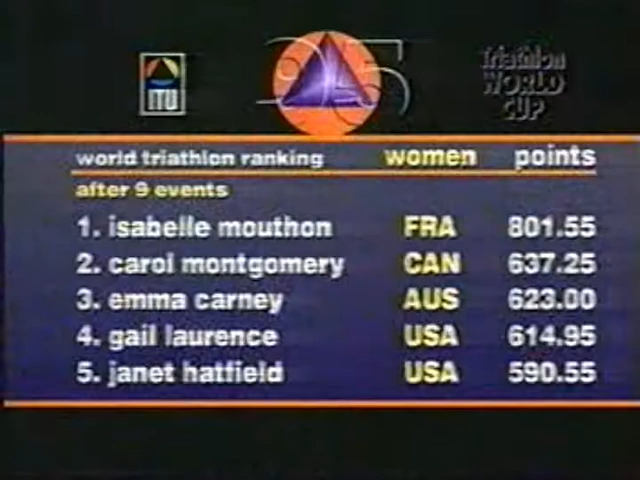 ITU
95
Triathlon
WORLD
CUP
world triathlon ranking women points
after 9 events
1. isabelle mouthon FRA 801.55
2. carol montgomery CAN 637.25
3. emma carney AUS 623.00
4. gail laurence USA 614.95
5. janet hatfield USA 590.55